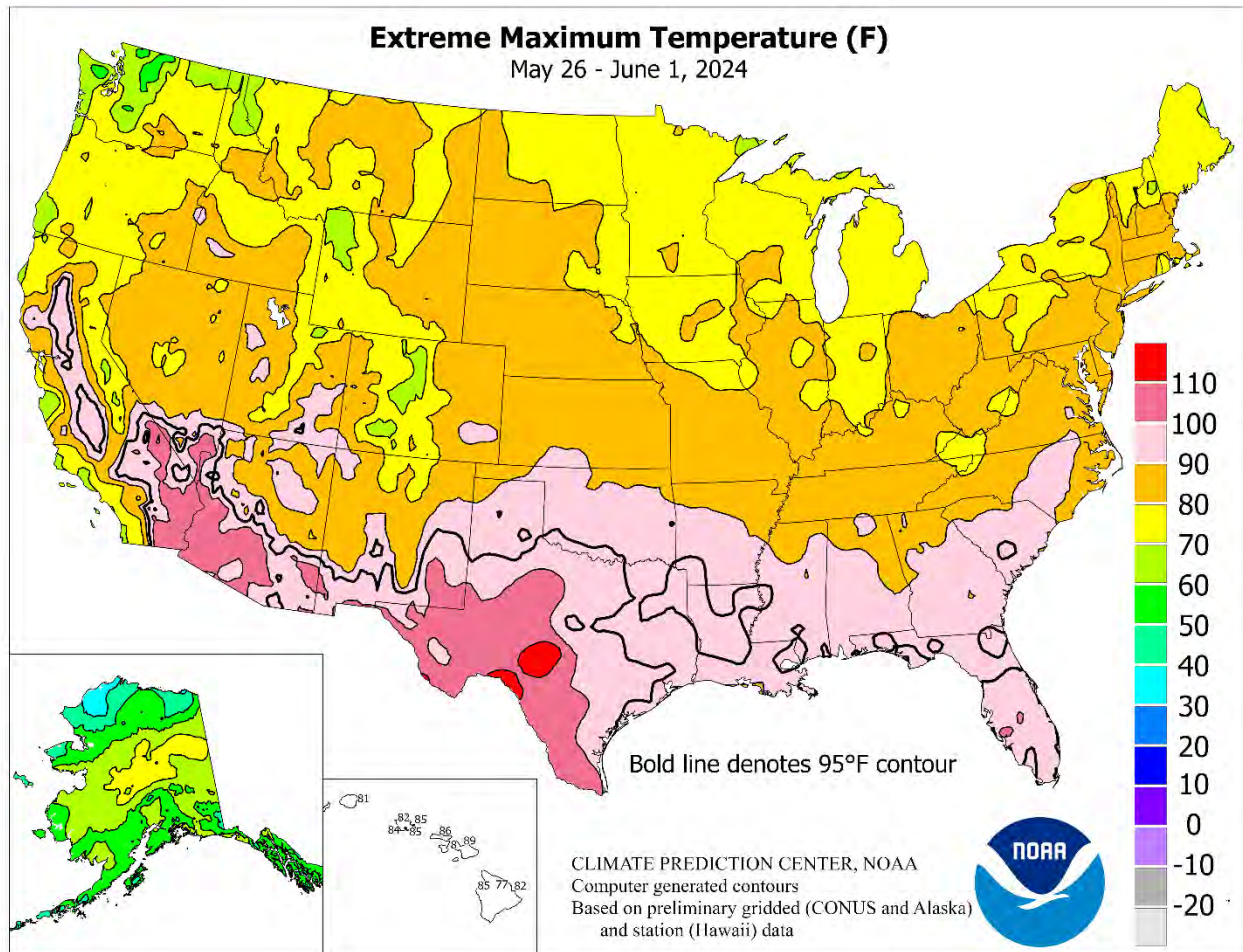 Extreme Maximum Temperature (F)
May 26 - June 1, 2024
110
100
90
80
70
60
50
40
30
20
10
0
-10
-20
Bold line denotes 95°F contour
81
82 85
84 85
86
8 89
85 77 82
CLIMATE PREDICTION CENTER, NOAA
Computer generated contours
Based on preliminary gridded (CONUS and Alaska)
and station (Hawaii) data
NOAA